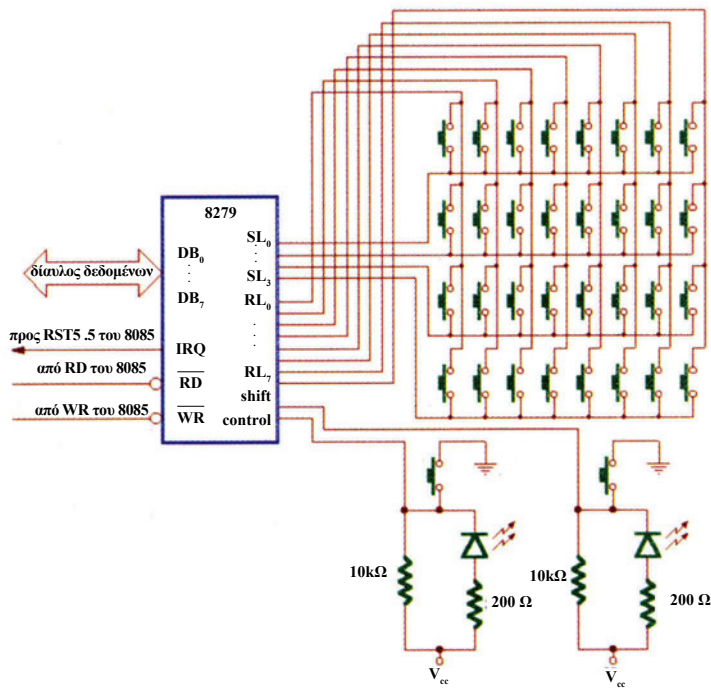 8279
SL0
DB0
δίαυλος δεδομένων
SL3
DB7
RL0
προς RST5 .5 του 8085
IRQ
από RD του 8085
RD
RL7
shift
από WR του 8085
WR
control
10kΩ
200 Ω
10kΩ
200 Ω
Vcc
Vcc